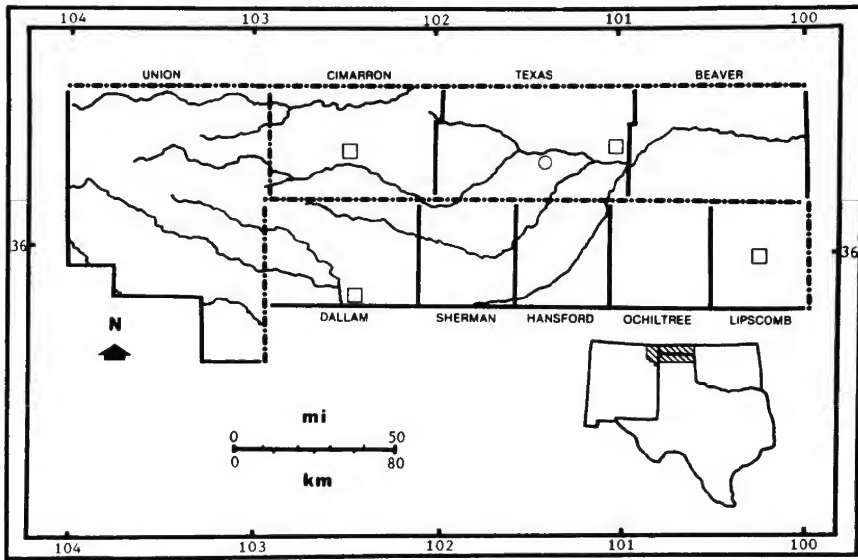 104 103 102 101 100
UNION CIMARRON TEXAS BEAVER
36 36
DALLAM SHERMAN HANSFORD OCHILTREE LIPSCOMB
N
mi
0 50
0 80
km
104 103 102 101 100